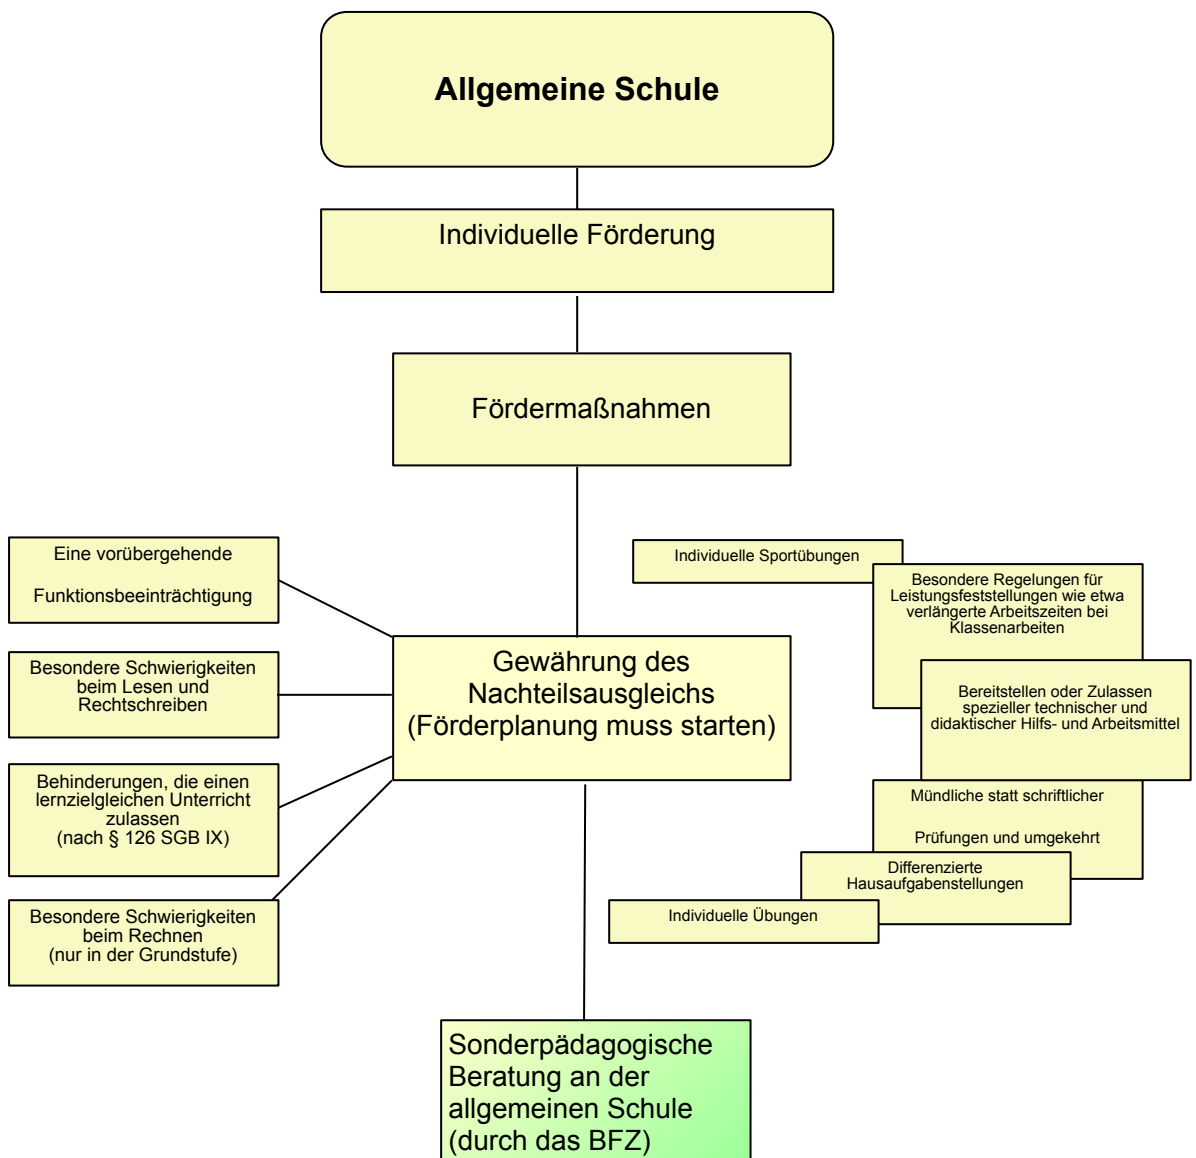 Allgemeine Schule
Individuelle Förderung
Fördermaßnahmen
Eine vorübergehende
Funktionsbeeinträchtigung
Besondere Schwierigkeiten
beim Lesen und
Rechtschreiben
Behinderungen, die einen
lernzielgleichen Unterricht
zulassen
(nach § 126 SGB IX)
Besondere Schwierigkeiten
beim Rechnen
(nur in der Grundstufe)
Gewährung des
Nachteilsausgleichs
(Förderplanung muss starten)
Individuelle Sportübungen
Besondere Regelungen für
Leistungsfeststellungen wie etwa
verlängerte Arbeitszeiten bei
Klassenarbeiten
Bereitstellen oder Zulassen
spezieller technischer und
didaktischer Hilfs- und Arbeitsmittel
Mündliche statt schriftlicher
Prüfungen und umgekehrt
Differenzierte
Hausaufgabenstellungen
Individuelle Übungen
Sonderpädagogische
Beratung an der
allgemeinen Schule
(durch das BFZ)